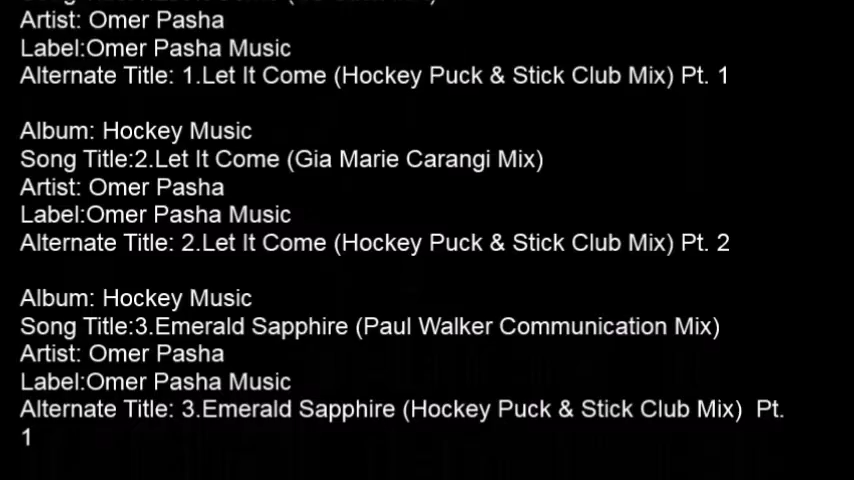 Artist: Omer Pasha
Label:Omer Pasha Music
Alternate Title: 1.Let It Come (Hockey Puck & Stick Club Mix) Pt. 1
Album: Hockey Music
Song Title:2.Let It Come (Gia Marie Carangi Mix)
Artist: Omer Pasha
Label:Omer Pasha Music
Alternate Title: 2.Let It Come (Hockey Puck & Stick Club Mix) Pt. 2
Album: Hockey Music
Song Title:3.Emerald Sapphire (Paul Walker Communication Mix)
Artist: Omer Pasha
Label:Omer Pasha Music
Alternate Title: 3.Emerald Sapphire (Hockey Puck & Stick Club Mix)  Pt.
1